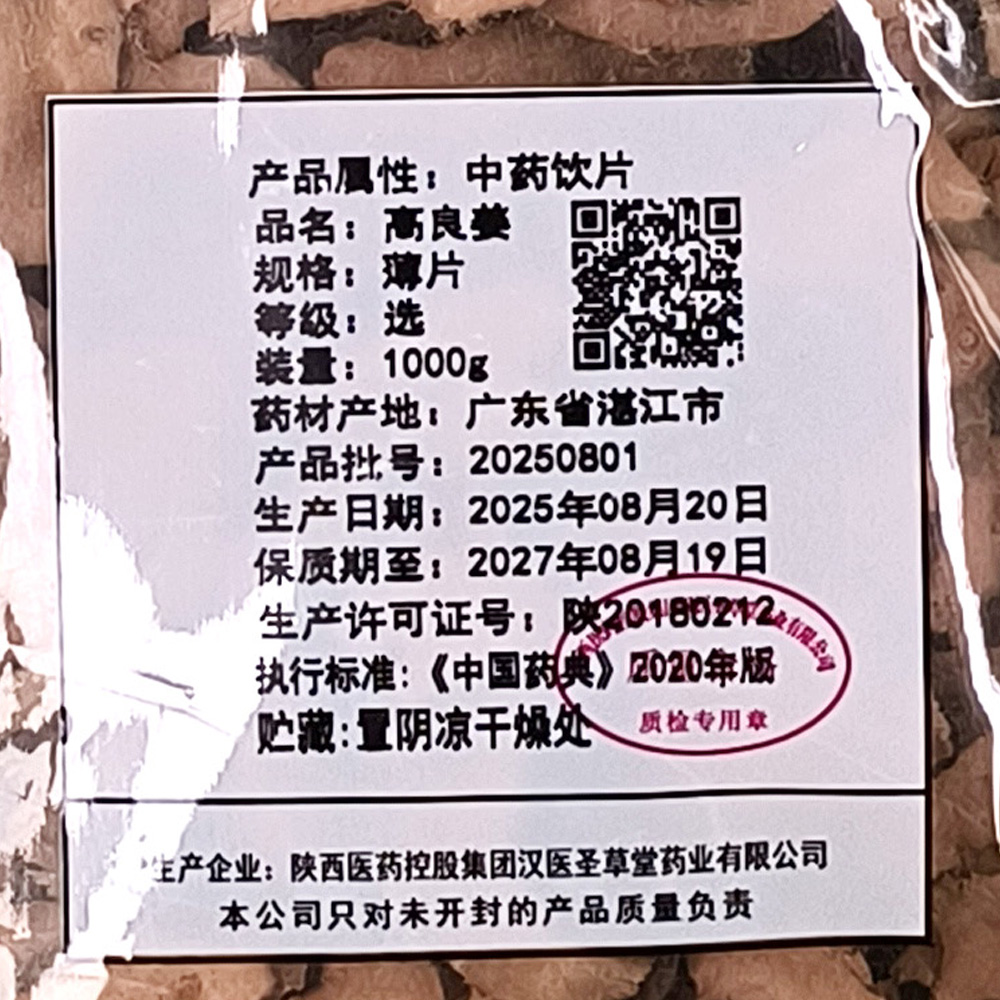 产品属性：中药饮片
品名：高良姜
规格：薄片
等级：选
装量：1000g
药材产地：广东省湛江市
产品批号：20250801
生产日期：2025年08月20日
保质期至：2027年08月19日
生产许可证号：陕20180212
执行标准：《中国药典》2020年版
贮藏：置阴凉干燥处
业有限公司
质检专用章
生产企业：陕西医药控股集团汉医圣草堂药业有限公司
本公司只对未开封的产品质量负责